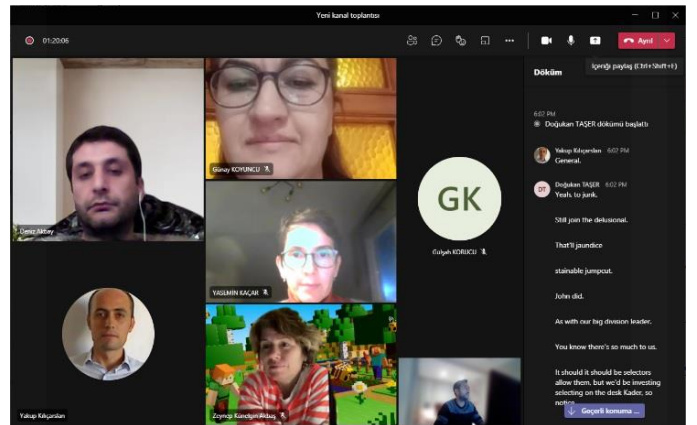 Yeni kanal toplantısı
01:20:06
Ayrıl
Döküm
İçeriği paylaş (Ctrl+Shift+E)
6:02 PM
Doğukan TAŞER dökümü başlattı
Yakup Kılıçarslan 6:02 PM
General.
DT
Doğukan TAŞER 6:02 PM
Yeah. to junk.
Still join the delusional.
That'll jaundice
stainable jumpcut.
John did.
As with our big division leader.
You know there's so much to us.
It should it should be selectors
allow them, but we'd be investing
selecting on the desk Kader, so
notice
Geçerli konuma ...
Deniz Akbay
Günay KOYUNCU
YASEMİN KAÇAR
GK
Gülşah KORUCU
Yakup Kılıçarslan
Zeynep Künelgin Aktaş